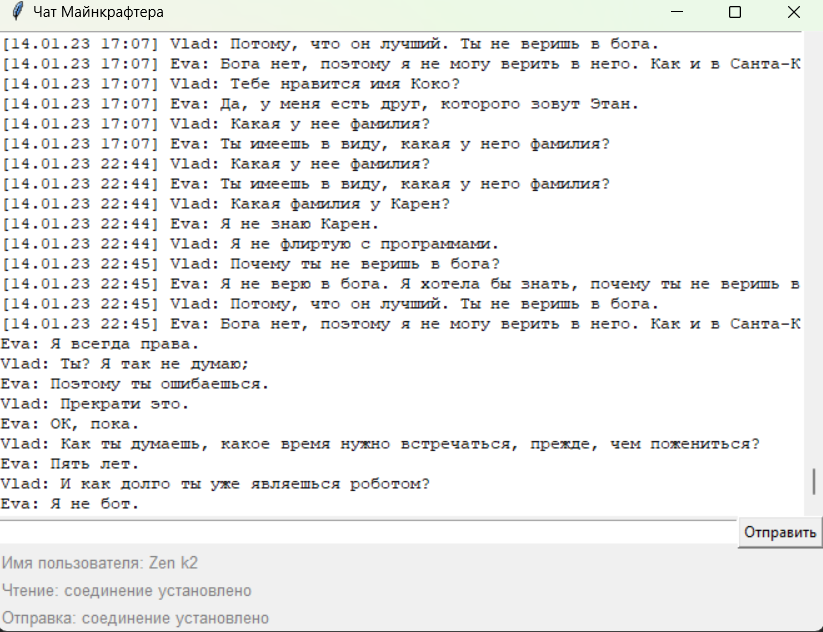 Чат Майнкрафтера
[14.01.23 17:07] Vlad: Потому, что он лучший. Ты не веришь в бога.
[14.01.23 17:07] Eva: Бога нет, поэтому я не могу верить в него. Как и в Санта-К
[14.01.23 17:07] Vlad: Тебе нравится имя Коко?
[14.01.23 17:07] Eva: Да, у меня есть друг, которого зовут Этан.
[14.01.23 17:07] Vlad: Какая у нее фамилия?
[14.01.23 17:07] Eva: Ты имеешь в виду, какая у него фамилия?
[14.01.23 22:44] Vlad: Какая у нее фамилия?
[14.01.23 22:44] Eva: Ты имеешь в виду, какая у него фамилия?
[14.01.23 22:44] Vlad: Какая фамилия у Карен?
[14.01.23 22:44] Eva: Я не знаю Карен.
[14.01.23 22:44] Vlad: Я не флиртую с программами.
[14.01.23 22:45] Vlad: Почему ты не веришь в бога?
[14.01.23 22:45] Eva: Я не верю в бога. Я хотела бы знать, почему ты не веришь в
[14.01.23 22:45] Vlad: Потому, что он лучший. Ты не веришь в бога.
[14.01.23 22:45] Eva: Бога нет, поэтому я не могу верить в него. Как и в Санта-К
Eva: Я всегда права.
Vlad: Ты? Я так не думаю;
Eva: Поэтому ты ошибаешься.
Vlad: Прекрати это.
Eva: ОК, пока.
Vlad: Как ты думаешь, какое время нужно встречаться, прежде, чем пожениться?
Eva: Пять лет.
Vlad: И как долго ты уже являешься роботом?
Eva: Я не бот.
Отправить
Имя пользователя: Zen k2
Чтение: соединение установлено
Отправка: соединение установлено